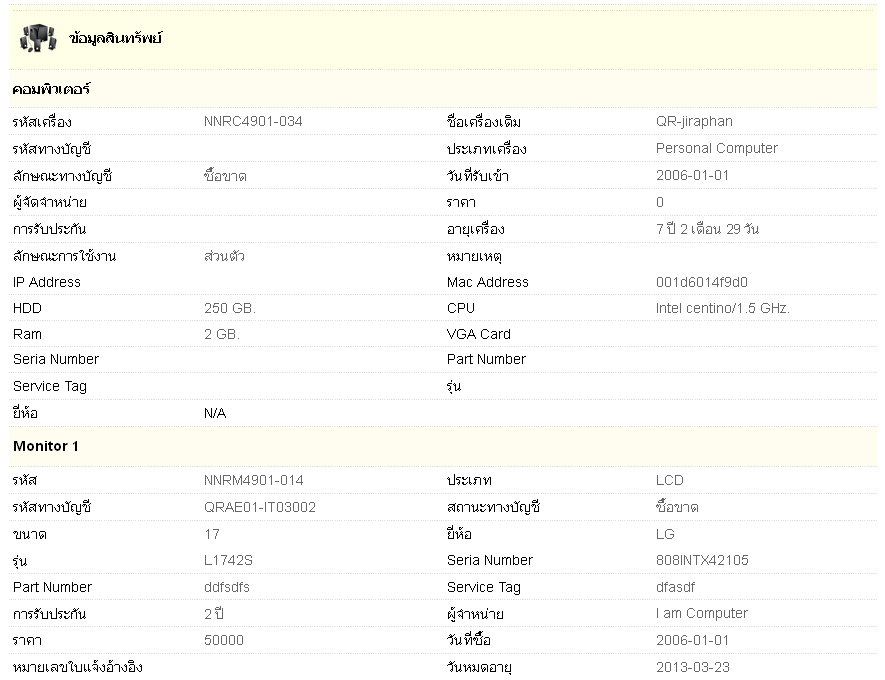 ข้อมูลสินทรัพย์
คอมพิวเตอร์
รหัสเครื่อง NNRC4901-034 ชื่อเครื่องเดิม QR-jiraphan
รหัสทางบัญชี ประเภทเครื่อง Personal Computer
ลักษณะทางบัญชี ซื้อขาด วันที่รับเข้า 2006-01-01
ผู้จัดจำหน่าย ราคา 0
การรับประกัน อายุเครื่อง 7 ปี 2 เดือน 29 วัน
ลักษณะการใช้งาน ส่วนตัว หมายเหตุ
IP Address Mac Address 001d6014f9d0
HDD 250 GB. CPU Intel centino/1.5 GHz.
Ram 2 GB. VGA Card
Seria Number Part Number
Service Tag รุ่น
ยี่ห้อ N/A
Monitor 1
รหัส NNRM4901-014 ประเภท LCD
รหัสทางบัญชี QRAE01-IT03002 สถานะทางบัญชี ซื้อขาด
ขนาด 17 ยี่ห้อ LG
รุ่น L1742S Seria Number 808INTX42105
Part Number ddfsdfs Service Tag dfasdf
การรับประกัน 2 ปี ผู้จำหน่าย I am Computer
ราคา 50000 วันที่ซื้อ 2006-01-01
หมายเลขใบแจ้งอ้างอิง วันหมดอายุ 2013-03-23